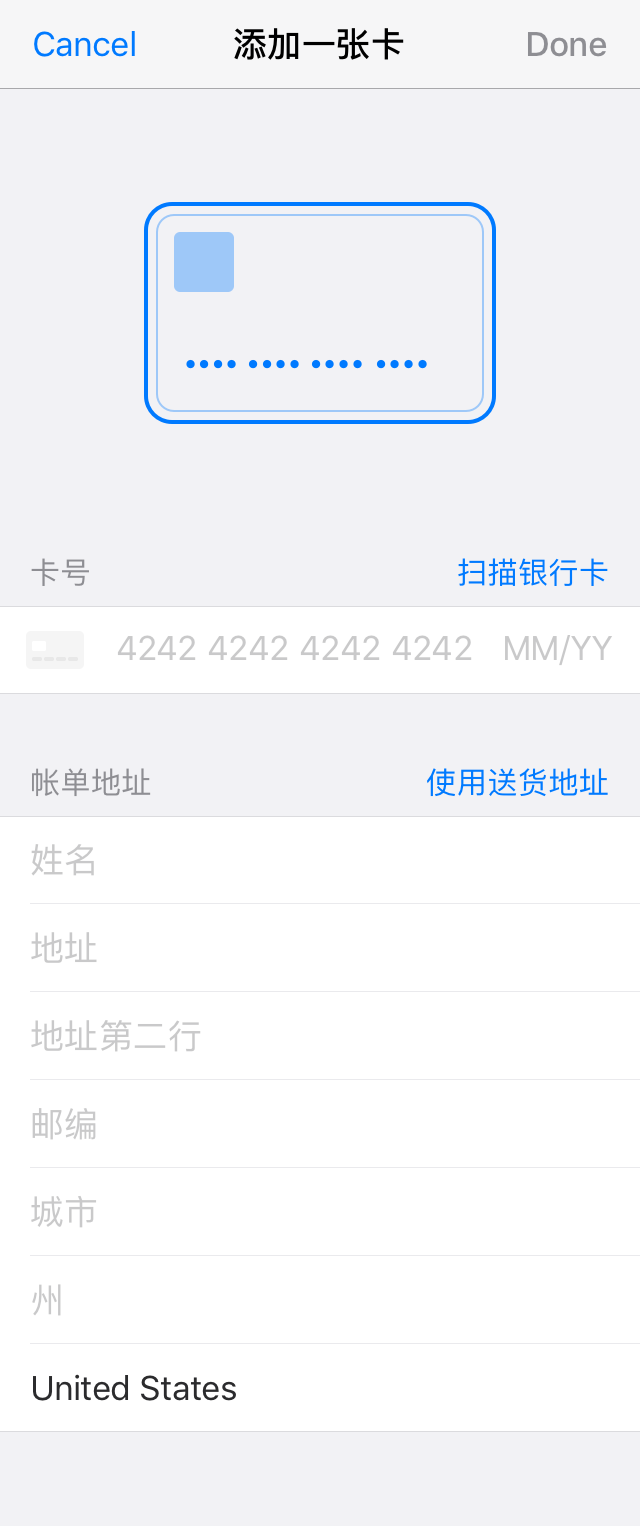 Cancel 添加一张卡 Done
•••• •••• •••• ••••
卡号 扫描银行卡
4242 4242 4242 4242 MM/YY
帐单地址 使用送货地址
姓名
地址
地址第二行
邮编
城市
州
United States